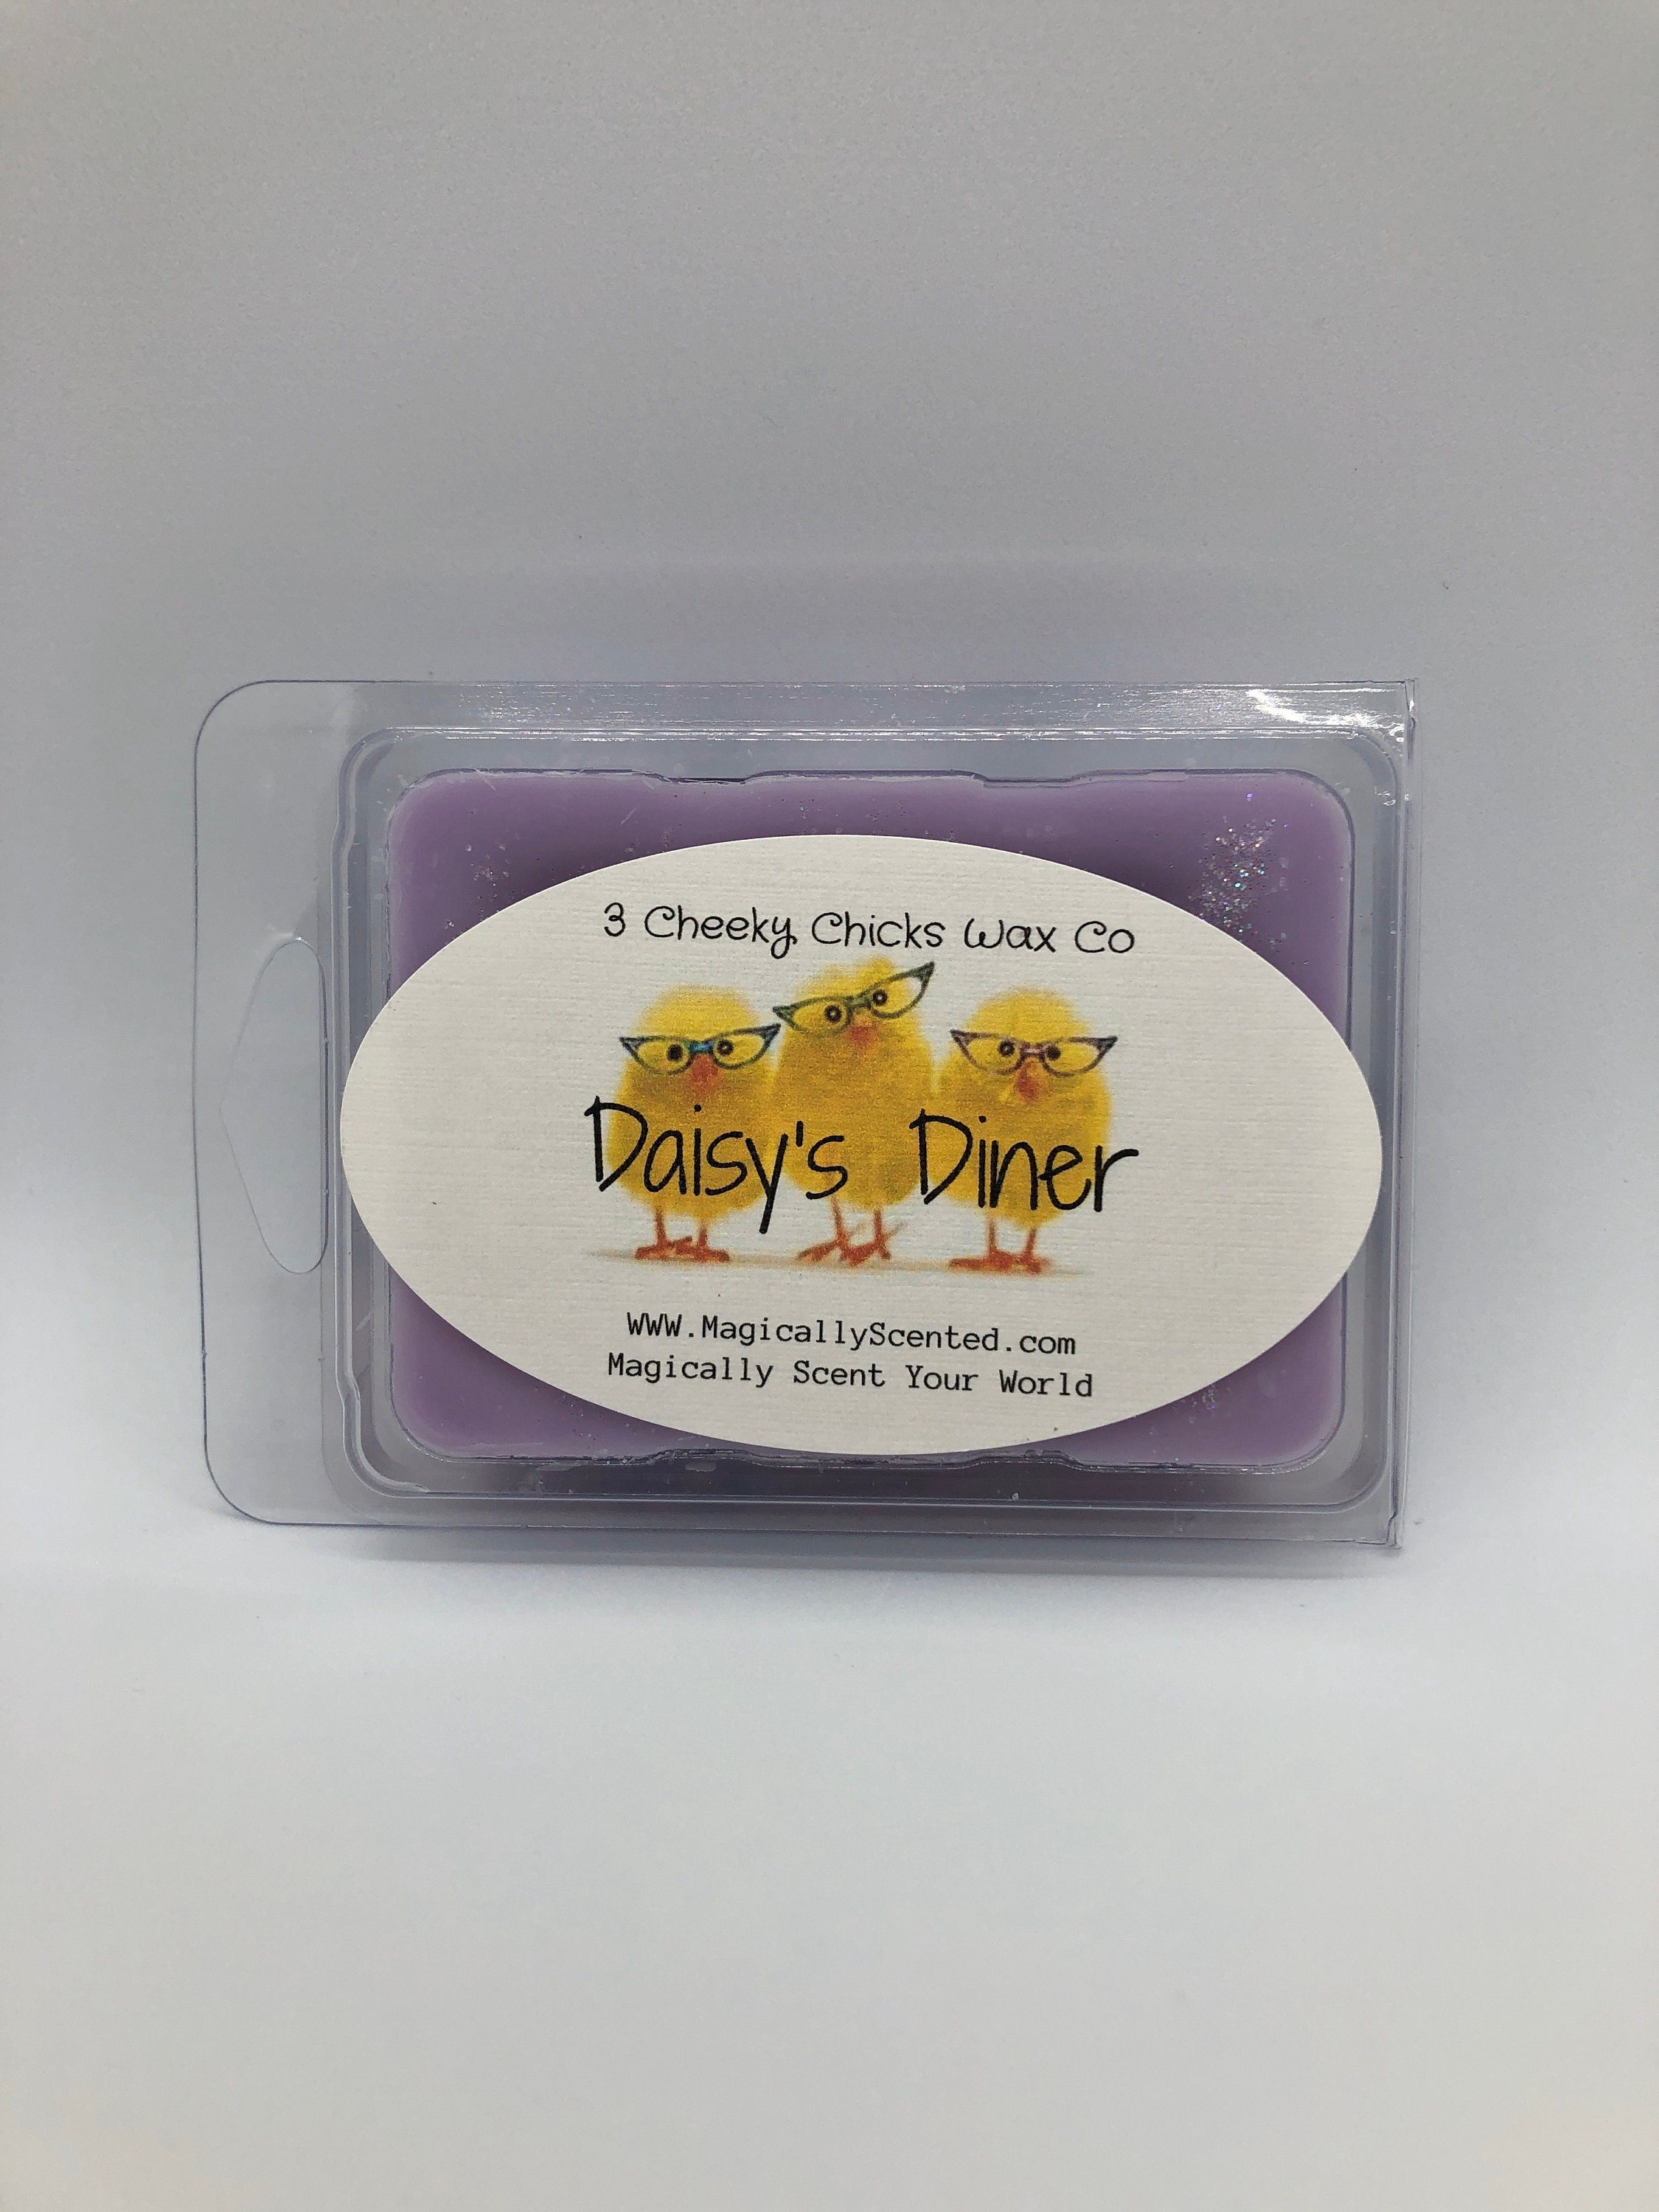 3 Cheeky Chicks Wax Co
Daisy's Diner
WWW.MagicallyScented.com
Magically Scent Your World